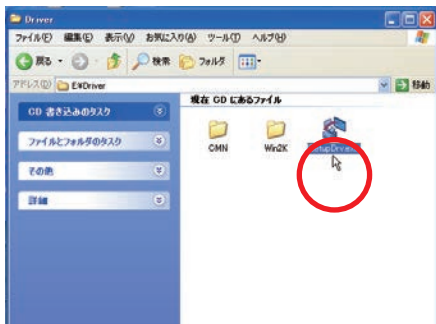 Driver
ファイル(F) 編集(E) 表示(V) お気に入り(A) ツール(T) ヘルプ(H)
戻る 検索 フォルダ
アドレス(D) E:¥Driver 移動
CD 書き込みのタスク
ファイルとフォルダのタスク
その他
詳細
現在 CD にあるファイル
CMN Win2K SetupDriver